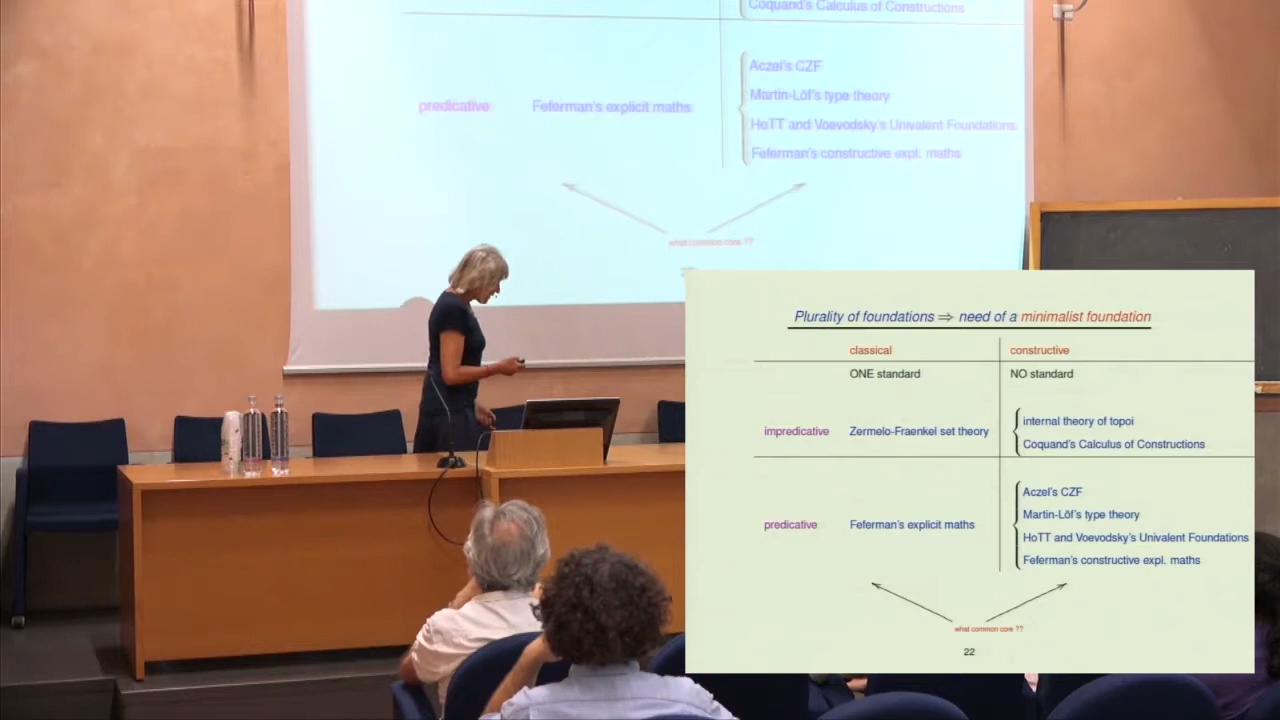 Coquand's Calculus of Constructions
Aczel's CZF
Martin-Löf's type theory
predicative Feferman's explicit maths
HoTT and Voevodsky's Univalent Foundations
Feferman's constructive expl. maths
what common core ??
Plurality of foundations ⇒ need of a minimalist foundation
classical constructive
ONE standard NO standard
internal theory of topoi
impredicative Zermelo-Fraenkel set theory
Coquand's Calculus of Constructions
Aczel's CZF
Martin-Löf's type theory
predicative Feferman's explicit maths
HoTT and Voevodsky's Univalent Foundations
Feferman's constructive expl. maths
what common core ??
22